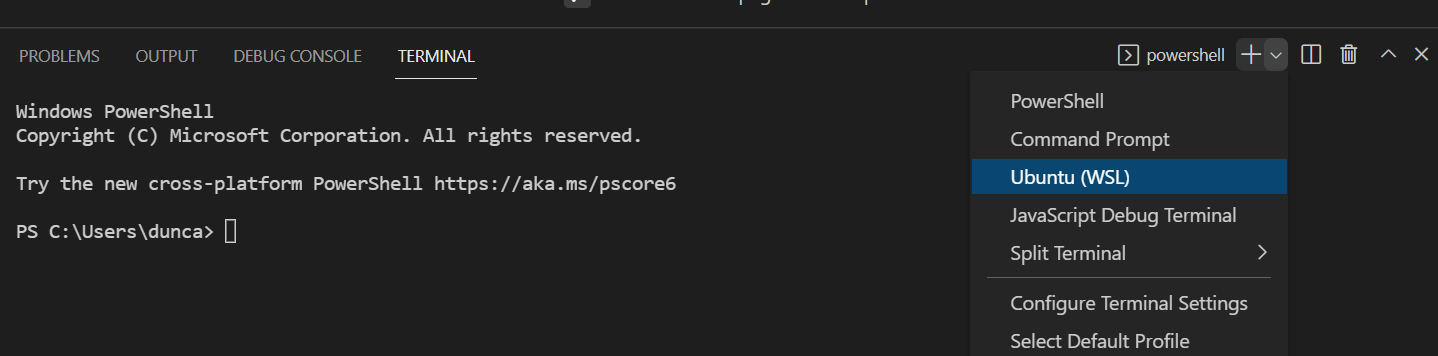 PROBLEMS OUTPUT DEBUG CONSOLE TERMINAL powershell
Windows PowerShell
Copyright (C) Microsoft Corporation. All rights reserved.
Try the new cross-platform PowerShell https://aka.ms/pscore6
PS C:\Users\dunca>
PowerShell
Command Prompt
Ubuntu (WSL)
JavaScript Debug Terminal
Split Terminal
Configure Terminal Settings
Select Default Profile